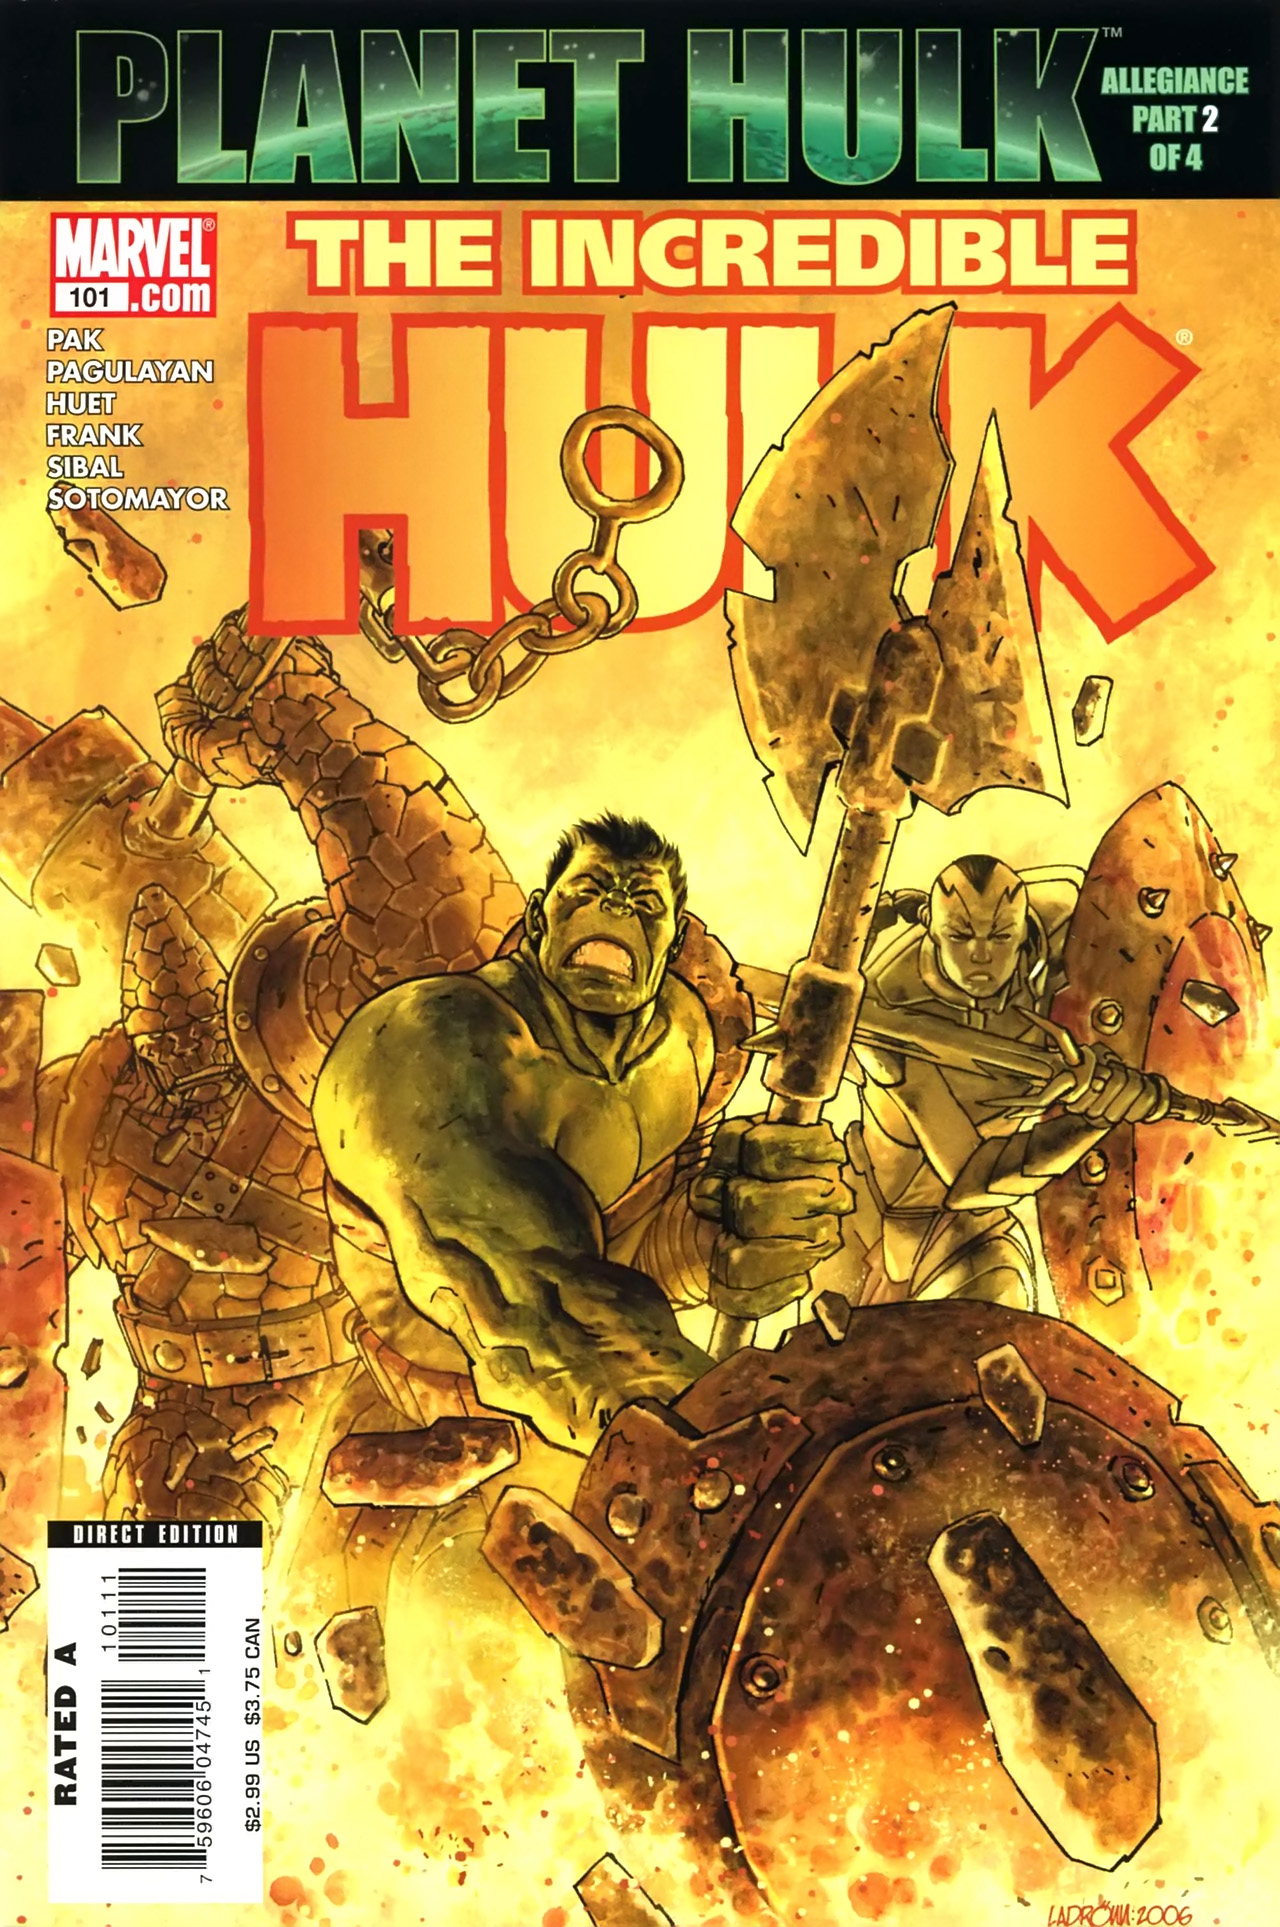 PLANET HULK™
ALLEGIANCE
PART 2
OF 4
MARVEL®
101 .com
THE INCREDIBLE
HULK®
PAK
PAGULAYAN
HUET
FRANK
SIBAL
SOTOMAYOR
DIRECT EDITION
RATED A
10111
7 59606 04745 1
$2.99 US $3.75 CAN
LADRÖNN:2006